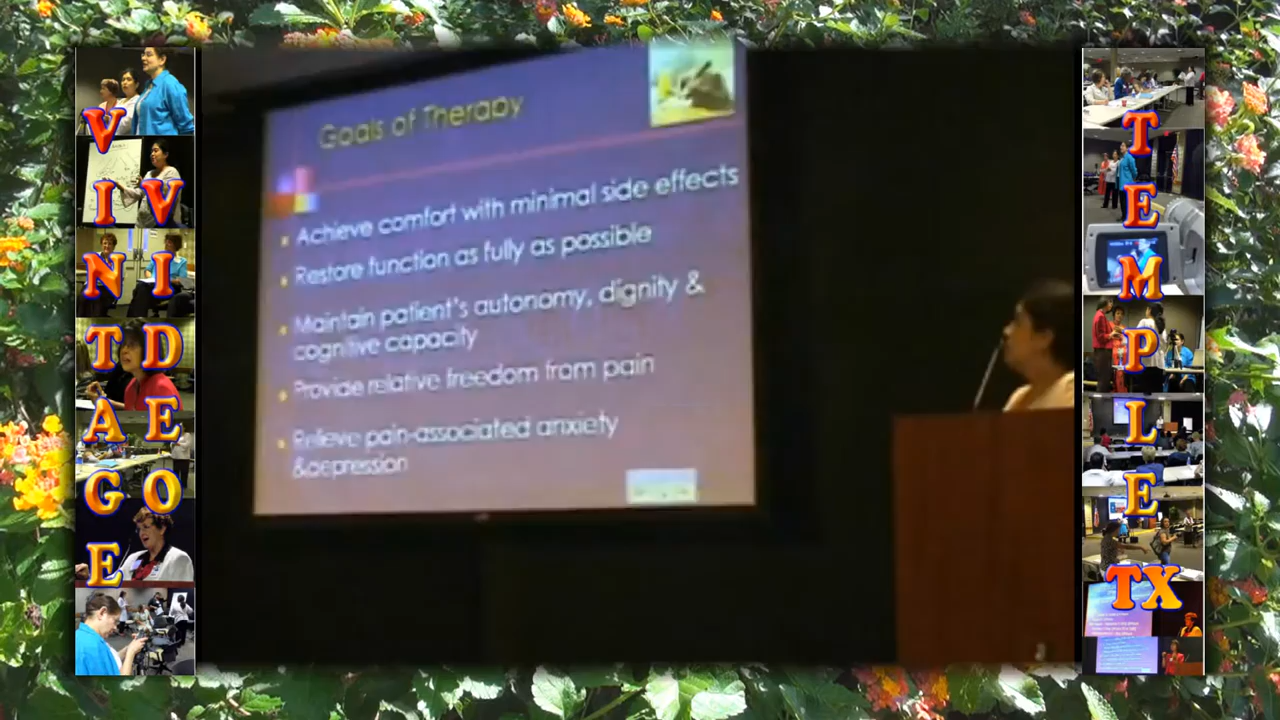 VINTAGE
VIDEO
Goals of Therapy
Achieve comfort with minimal side effects
Restore function as fully as possible
Maintain patient's autonomy, dignity &
cognitive capacity
Provide relative freedom from pain
Relieve pain-associated anxiety
&depression
TEMPLE
TX